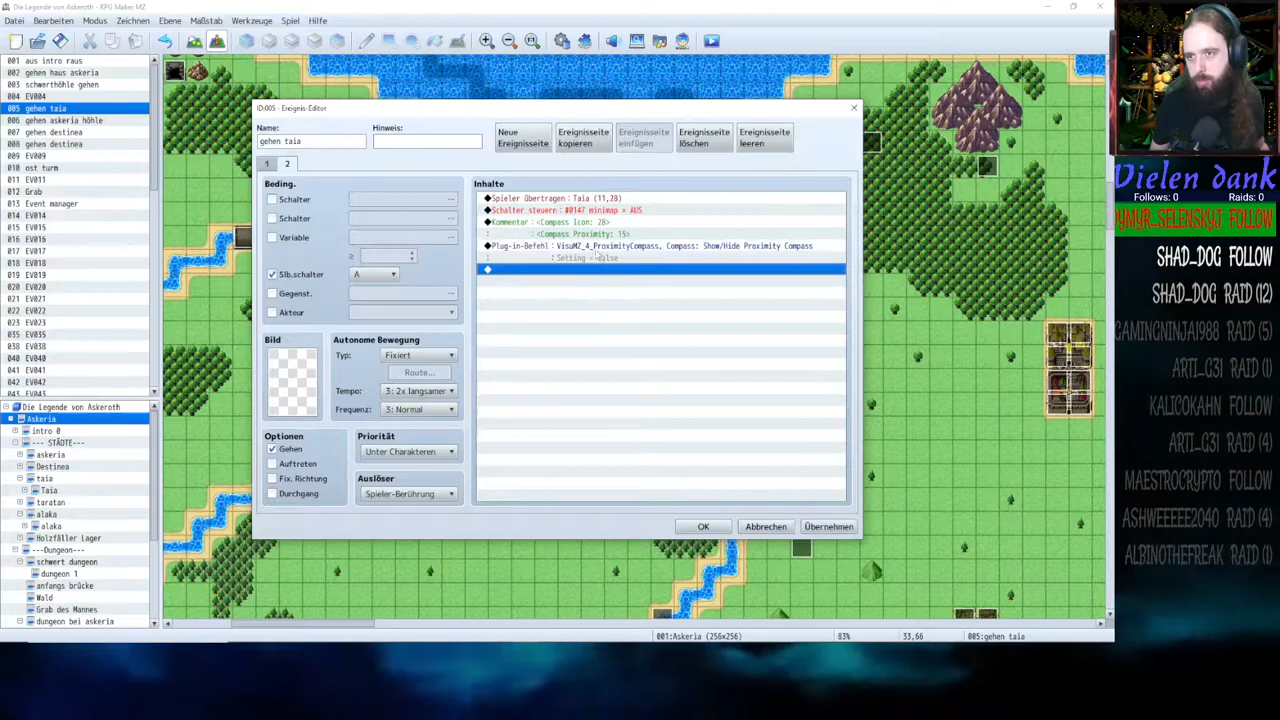 Die Legende von Askeroth - RPG Maker MZ
Datei Bearbeiten Modus Zeichnen Ebene Maßstab Werkzeuge Spiel Hilfe
001 aus intro raus
002 gehen haus askeria
003 schwerthöhle gehen
004 EV004
005 gehen taia
006 gehen askeria höhle
007 gehen destinea
008 gehen destinea
009 EV009
010 ost turm
011 EV011
012 Grab
013 Event manager
014 EV014
015 EV015
016 EV016
017 EV017
018 EV018
019 EV019
020 EV020
021 EV021
022 EV022
023 EV023
035 EV035
038 EV038
040 EV040
041 EV041
042 EV042
043 EV043
Die Legende von Askeroth
Askeria
intro 0
--- STÄDTE---
askeria
Destinea
taia
Taia
taratan
alaka
alaka
Holzfäller Lager
---Dungeon---
schwert dungeon
dungeon 1
anfangs brücke
Wald
Grab des Mannes
dungeon bei askeria
ID:005 - Ereignis-Editor
Name:
gehen taia
Hinweis:
Neue Ereignisseite
Ereignisseite kopieren
Ereignisseite einfügen
Ereignisseite löschen
Ereignisseite leeren
1 2
Beding.
Schalter
Schalter
Variable
≥
Slb.schalter A
Gegenst.
Akteur
Bild
Autonome Bewegung
Typ: Fixiert
Route...
Tempo: 3: 2x langsamer
Frequenz: 3: Normal
Optionen
Gehen
Auftreten
Fix. Richtung
Durchgang
Priorität
Unter Charakteren
Auslöser
Spieler-Berührung
Inhalte
◆Spieler übertragen：Taia (11,28)
◆Schalter steuern：#0147 minimap = AUS
◆Kommentar：<Compass Icon: 28>
：　　　：<Compass Proximity: 15>
◆Plug-in-Befehl：VisuMZ_4_ProximityCompass, Compass: Show/Hide Proximity Compass
：　　　：Setting = false
◆
OK Abbrechen Übernehmen
001:Askeria (256x256) 83% 33,66 005:gehen taia
Vielen dank
Follows: 0 Raids: 0
DYMYR_SELENSKYJ FOLLOW
SHAD_DOG FOLLOW
SHAD_DOG RAID (12)
GAMINGNINJA1988 RAID (5)
ARTI_G31 RAID (1)
KALICOKAHN FOLLOW
ARTI_G31 RAID (4)
MAESTROCRYPTO FOLLOW
ASHWEEEEE2040 RAID (4)
ALBINOTHEFREAK RAID (1)